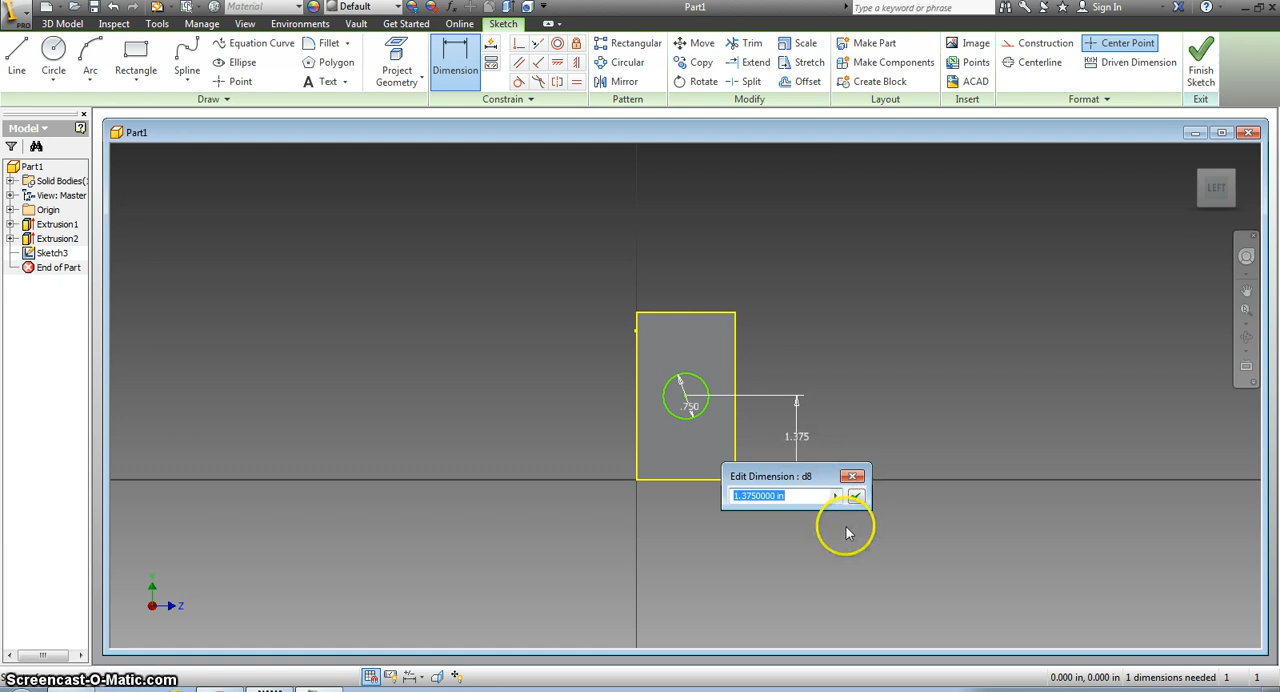 PRO
Material
Default
Part1
Type a keyword or phrase
Sign In
3D Model
Inspect
Tools
Manage
View
Environments
Vault
Get Started
Online
Sketch
Line
Circle
Arc
Rectangle
Spline
Equation Curve
Ellipse
Point
Fillet
Polygon
Text
Project
Geometry
Dimension
Rectangular
Circular
Mirror
Move
Copy
Rotate
Trim
Extend
Split
Scale
Stretch
Offset
Make Part
Make Components
Create Block
Image
Points
ACAD
Construction
Centerline
Center Point
Driven Dimension
Finish
Sketch
Draw
Constrain
Pattern
Modify
Layout
Insert
Format
Exit
Model
Part1
Part1
Solid Bodies(
View: Master
Origin
Extrusion1
Extrusion2
Sketch3
End of Part
LEFT
.750
1.375
Edit Dimension : d8
1.3750000 in
Y
Z
Screencast-O-Matic.com
0.000 in, 0.000 in
1 dimensions needed
1
1